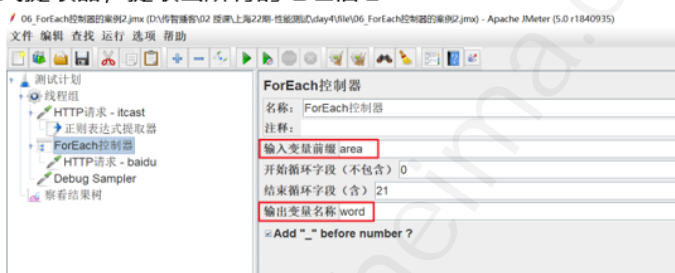 06_ForEach控制器的案例2.jmx (D:\传智播客\02 授课\上海22期-性能测试\day4\file\06_ForEach控制器的案例2.jmx) - Apache JMeter (5.0 r1840935)
文件 编辑 查找 运行 选项 帮助
测试计划
线程组
HTTP请求 - itcast
正则表达式提取器
ForEach控制器
HTTP请求 - baidu
Debug Sampler
察看结果树
ForEach控制器
名称： ForEach控制器
注释：
输入变量前缀 area
开始循环字段（不包含） 0
结束循环字段（含） 21
输出变量名称 word
Add "_" before number ?